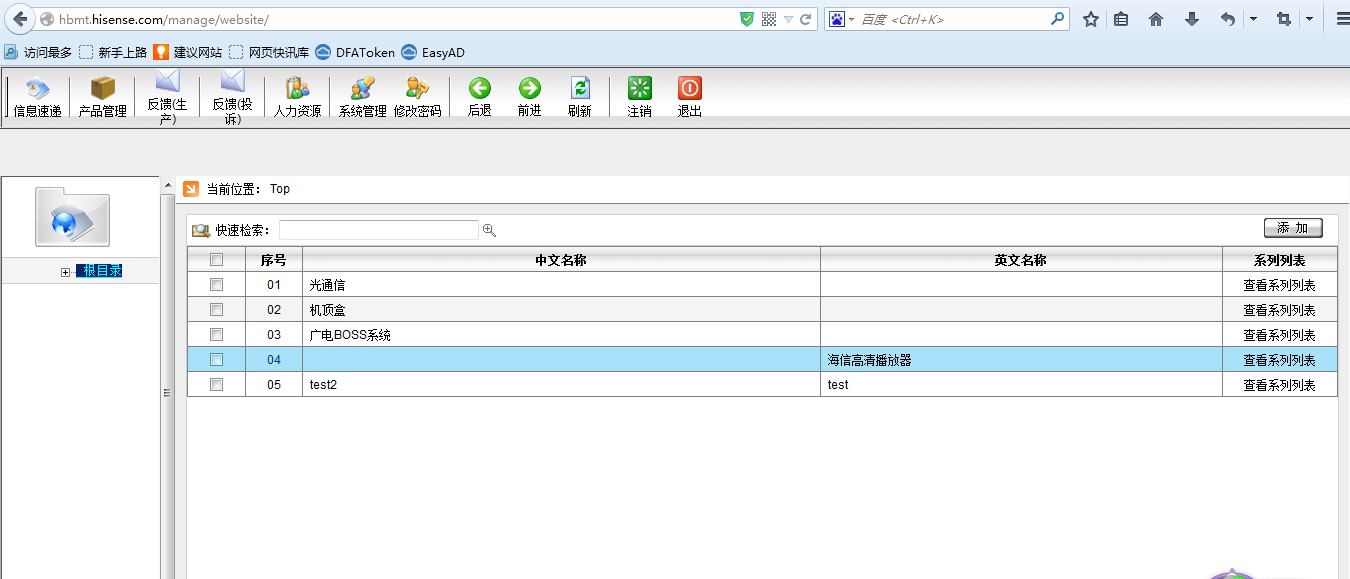 hbmt.hisense.com/manage/website/
百度 <Ctrl+K>
访问最多 新手上路 建议网站 网页快讯库 DFAToken EasyAD
信息速递 产品管理 反馈(生产) 反馈(投诉) 人力资源 系统管理 修改密码 后退 前进 刷新 注销 退出
当前位置: Top
快速检索:
添 加
根目录
序号 中文名称 英文名称 系列列表
01 光通信 查看系列列表
02 机顶盒 查看系列列表
03 广电BOSS系统 查看系列列表
04 海信高清播放器 查看系列列表
05 test2 test 查看系列列表